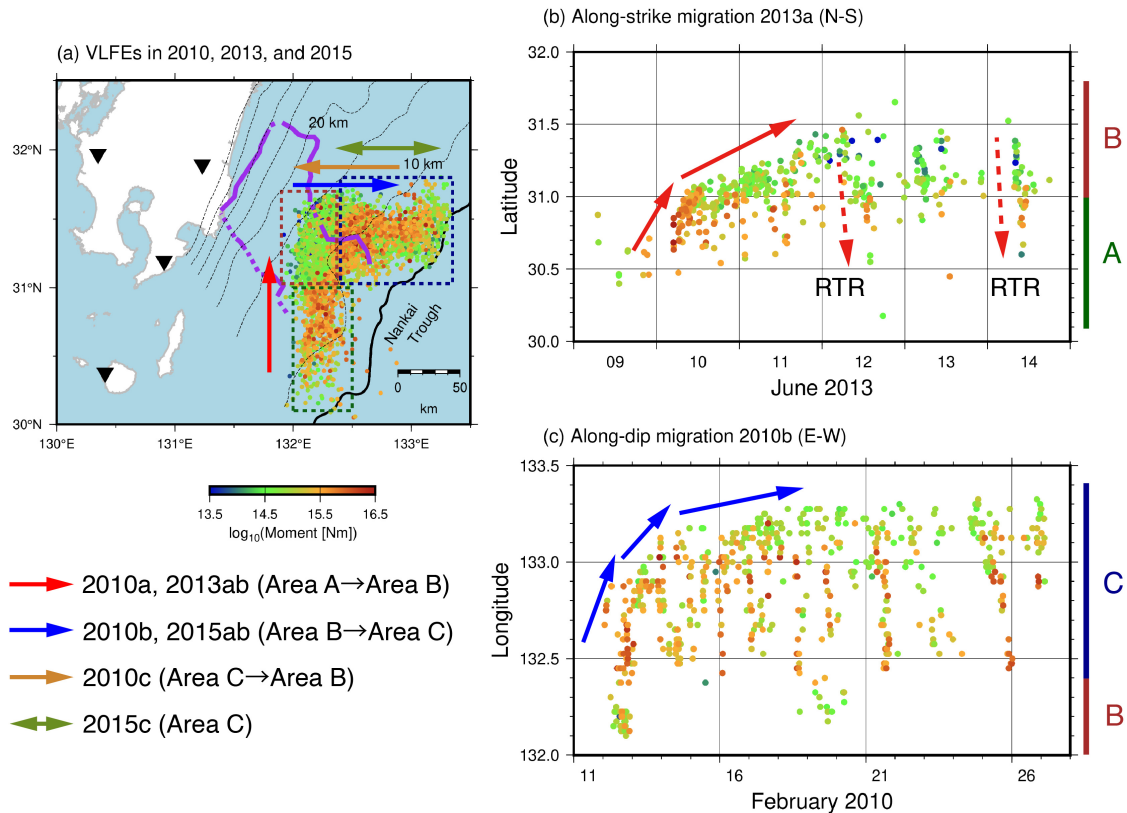 (a) VLFEs in 2010, 2013, and 2015
32°N
31°N
30°N
130°E
131°E
132°E
133°E
20 km
10 km
Nankai
Trough
0
50
km
13.5
14.5
15.5
16.5
log10(Moment [Nm])
2010a, 2013ab (Area A→Area B)
2010b, 2015ab (Area B→Area C)
2010c (Area C→Area B)
2015c (Area C)
(b) Along-strike migration 2013a (N-S)
32.0
31.5
31.0
30.5
30.0
Latitude
RTR
RTR
B
A
09
10
11
12
13
14
June 2013
(c) Along-dip migration 2010b (E-W)
133.5
133.0
132.5
132.0
Longitude
C
B
11
16
21
26
February 2010